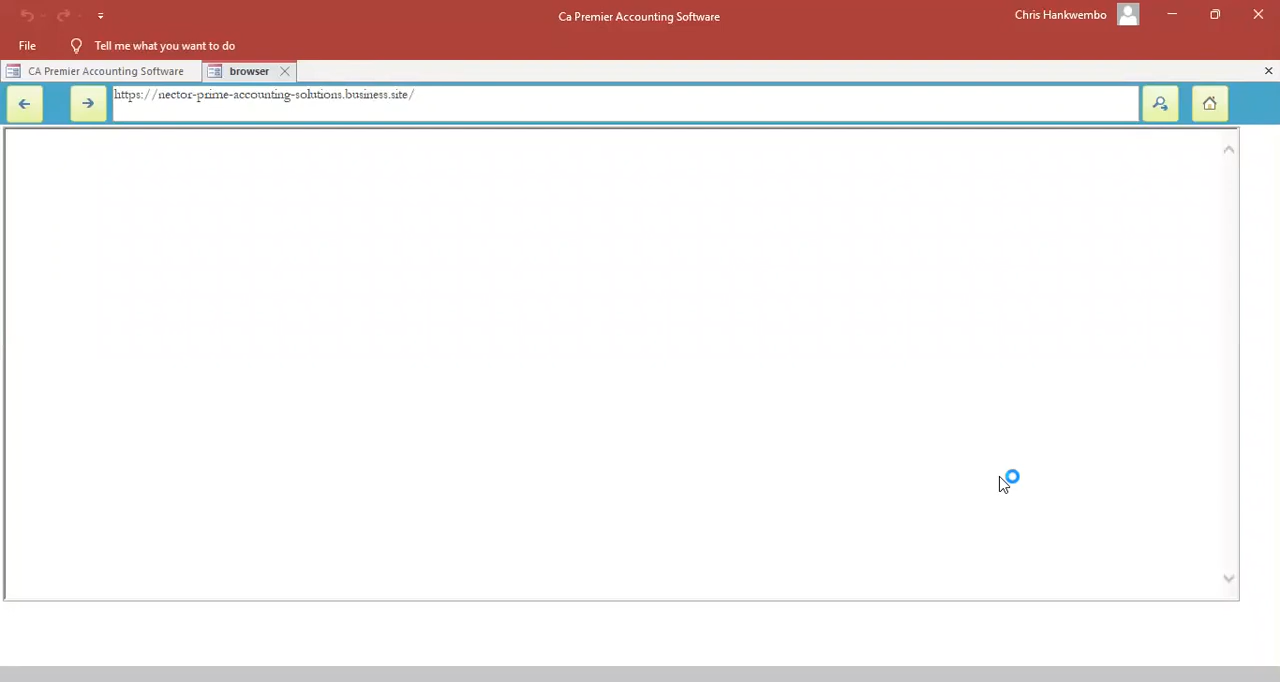 Ca Premier Accounting Software
Chris Hankwembo
File
Tell me what you want to do
CA Premier Accounting Software
browser
https://nector-prime-accounting-solutions.business.site/